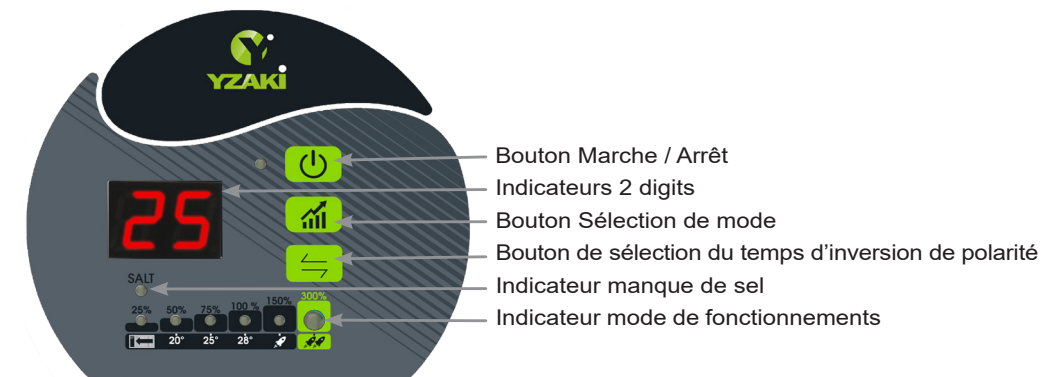 YZAKI
Bouton Marche / Arrêt
Indicateurs 2 digits
25
Bouton Sélection de mode
Bouton de sélection du temps d’inversion de polarité
SALT
Indicateur manque de sel
25% 50% 75% 100 % 150% 300%
Indicateur mode de fonctionnements
20° 25° 28°